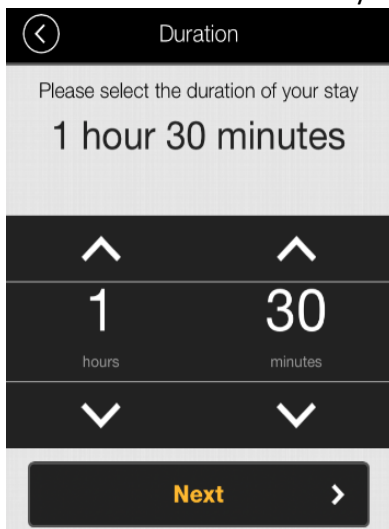 Duration
Please select the duration of your stay
1 hour 30 minutes
1 30
hours minutes
Next